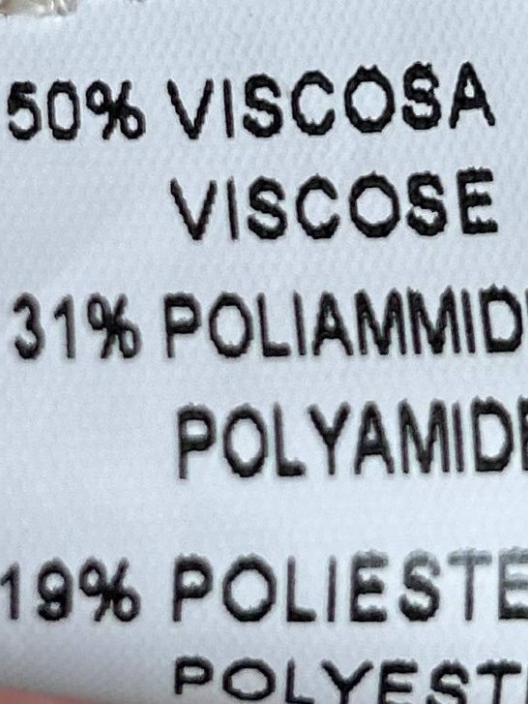 50% VISCOSA
VISCOSE
31% POLIAMMID
POLYAMIDE
19% POLIESTE
POLYEST